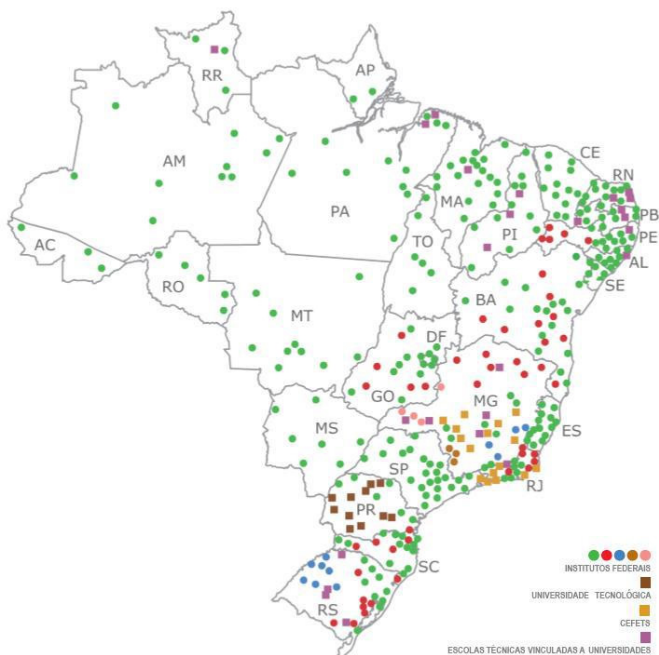 RR
AP
AM
PA
MA
CE
RN
PB
PE
AL
SE
PI
TO
AC
RO
BA
MT
DF
GO
MG
ES
MS
SP
RJ
PR
SC
RS
INSTITUTOS FEDERAIS
UNIVERSIDADE TECNOLÓGICA
CEFETS
ESCOLAS TÉCNICAS VINCULADAS A UNIVERSIDADES